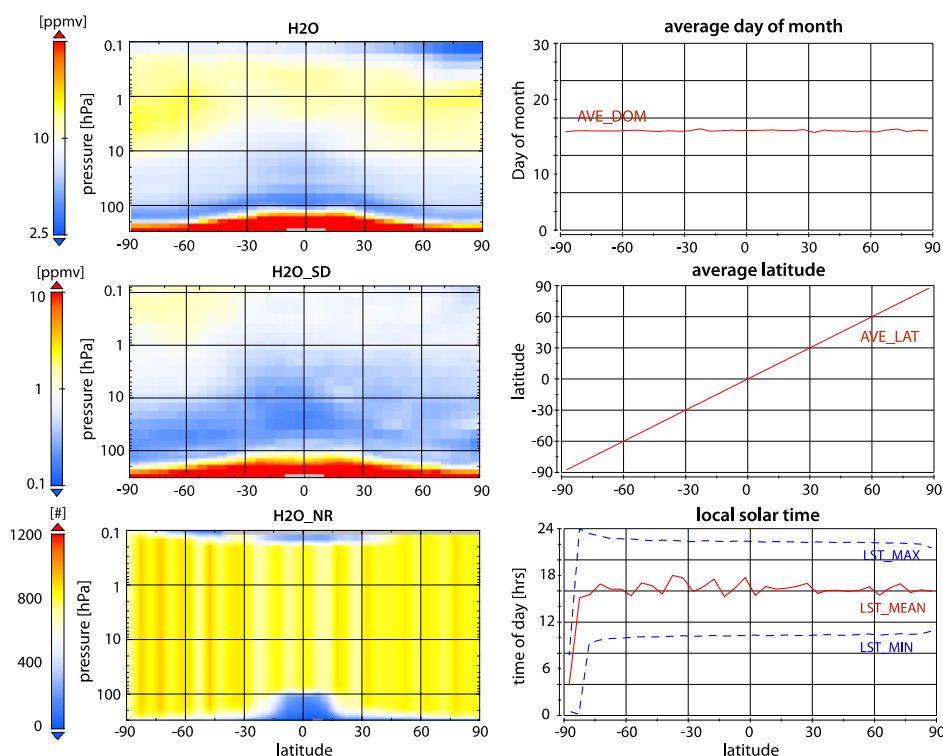 [ppmv]
H2O
average day of month
0.1
1
10
100
pressure [hPa]
10
2.5
-90 -60 -30 0 30 60 90
30
20
10
0
Day of month
AVE_DOM
-90 -60 -30 0 30 60 90
[ppmv]
H2O_SD
average latitude
10
1
0.1
0.1
1
10
100
pressure [hPa]
-90 -60 -30 0 30 60 90
90
60
30
0
-30
-60
-90
latitude
AVE_LAT
-90 -60 -30 0 30 60 90
[#]
H2O_NR
local solar time
1200
800
400
0
0.1
1
10
100
pressure [hPa]
-90 -60 -30 0 30 60 90
latitude
24
18
12
6
0
time of day [hrs]
LST_MAX
LST_MEAN
LST_MIN
-90 -60 -30 0 30 60 90
latitude